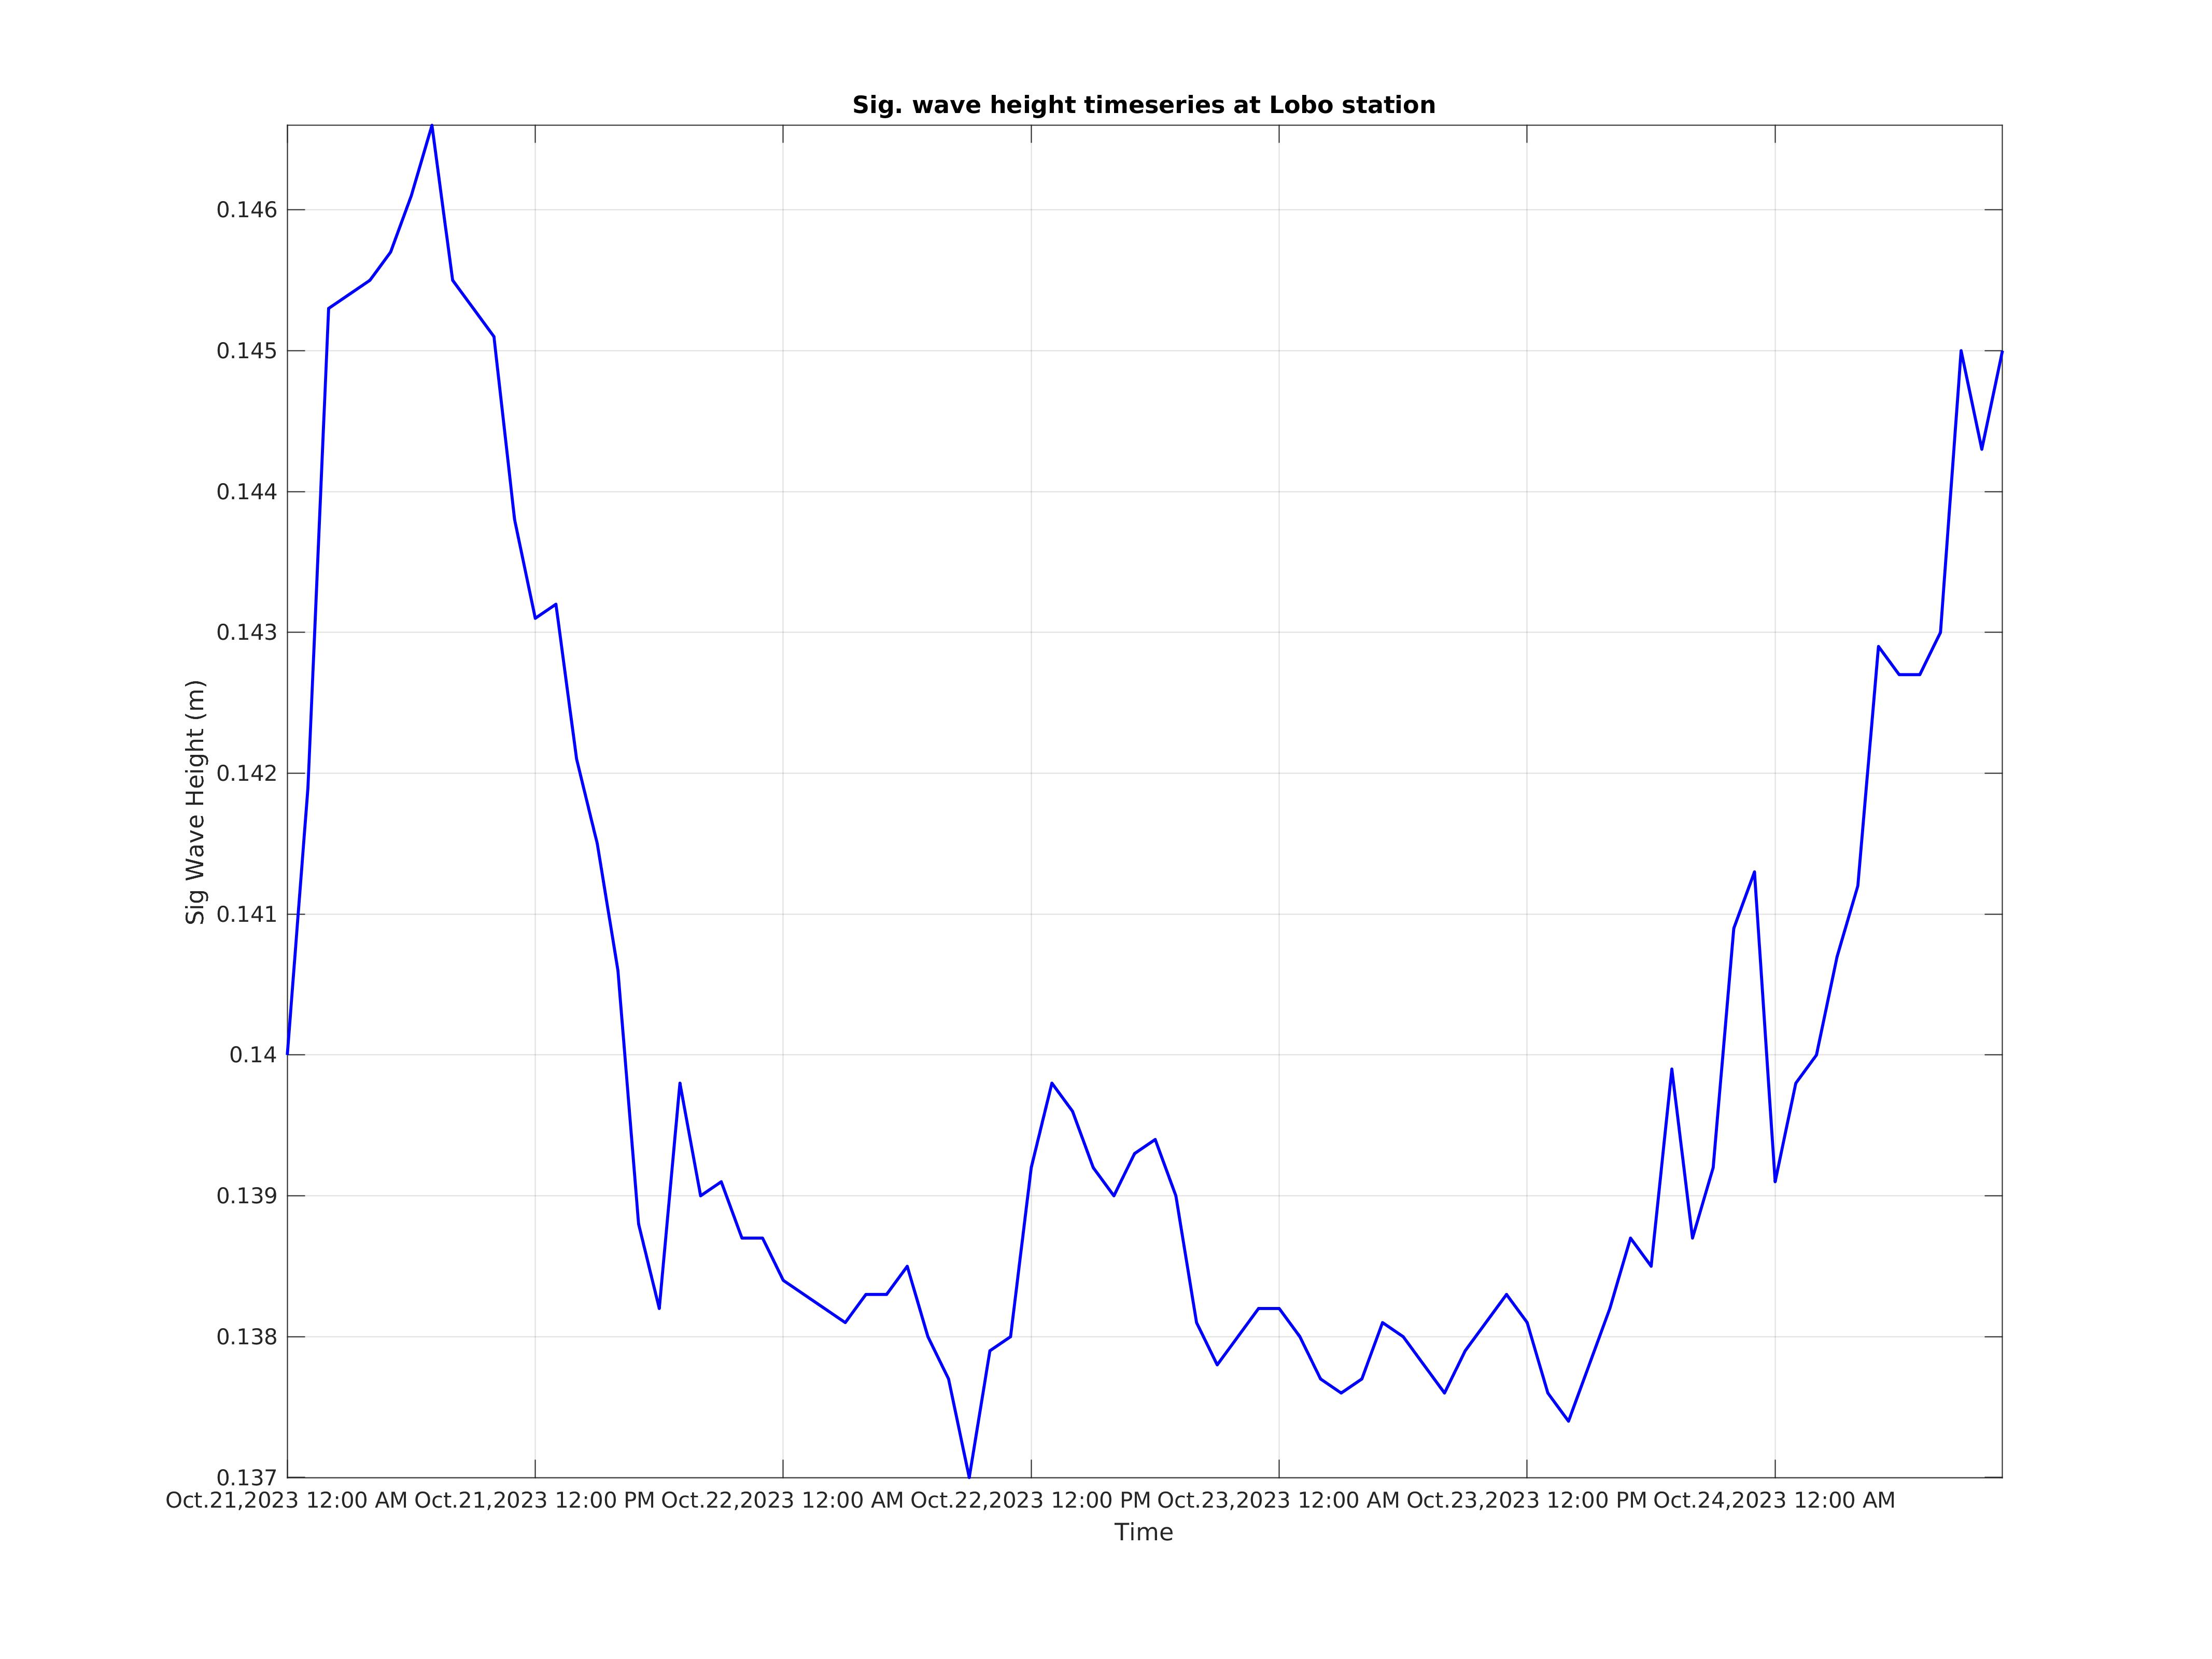 Sig. wave height timeseries at Lobo station
Sig Wave Height (m)
0.146
0.145
0.144
0.143
0.142
0.141
0.14
0.139
0.138
0.137
Oct.21,2023 12:00 AM Oct.21,2023 12:00 PM Oct.22,2023 12:00 AM Oct.22,2023 12:00 PM Oct.23,2023 12:00 AM Oct.23,2023 12:00 PM Oct.24,2023 12:00 AM
Time